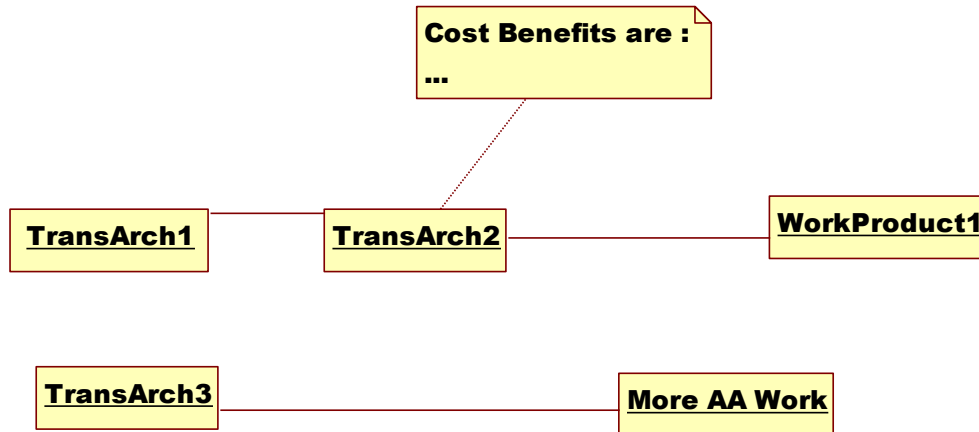 Cost Benefits are :
...
TransArch1
TransArch2
WorkProduct1
TransArch3
More AA Work